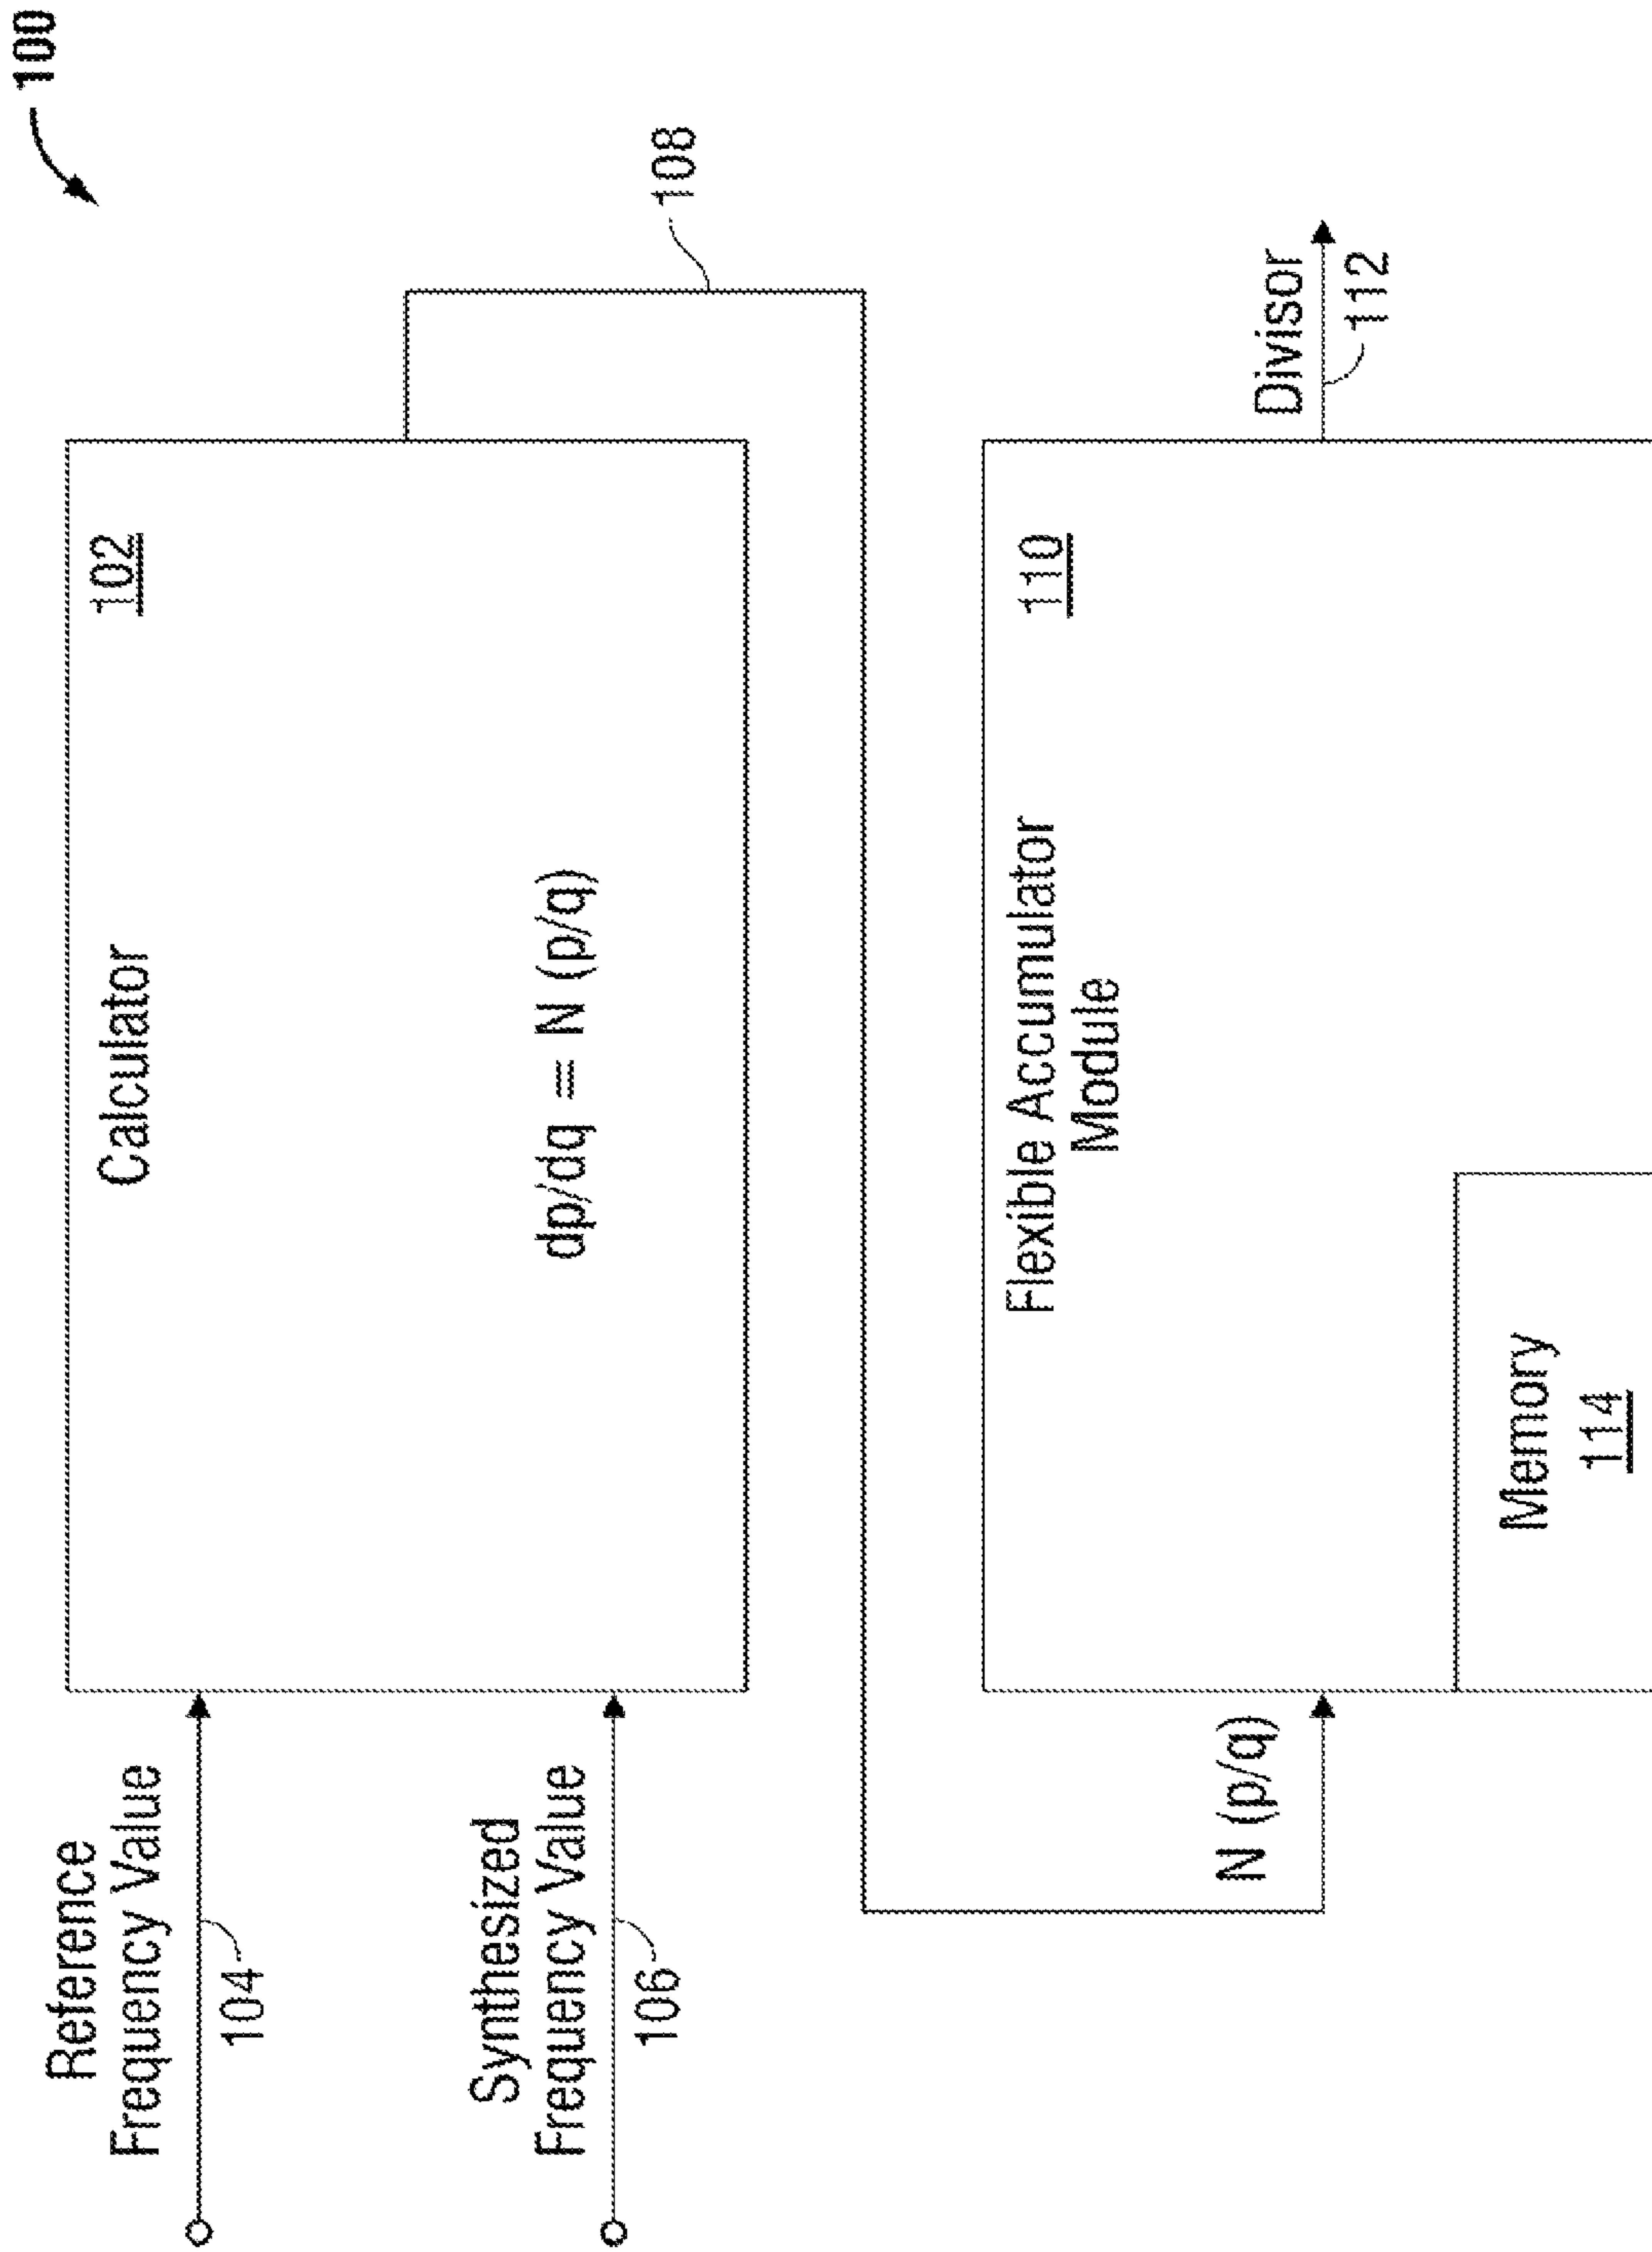 100
Calculator
102
Reference
Frequency Value
104
Synthesized
Frequency Value
106
dp/dq = N (p/q)
108
Flexible Accumulator
Module
110
N (p/q)
Divisor
112
Memory
114